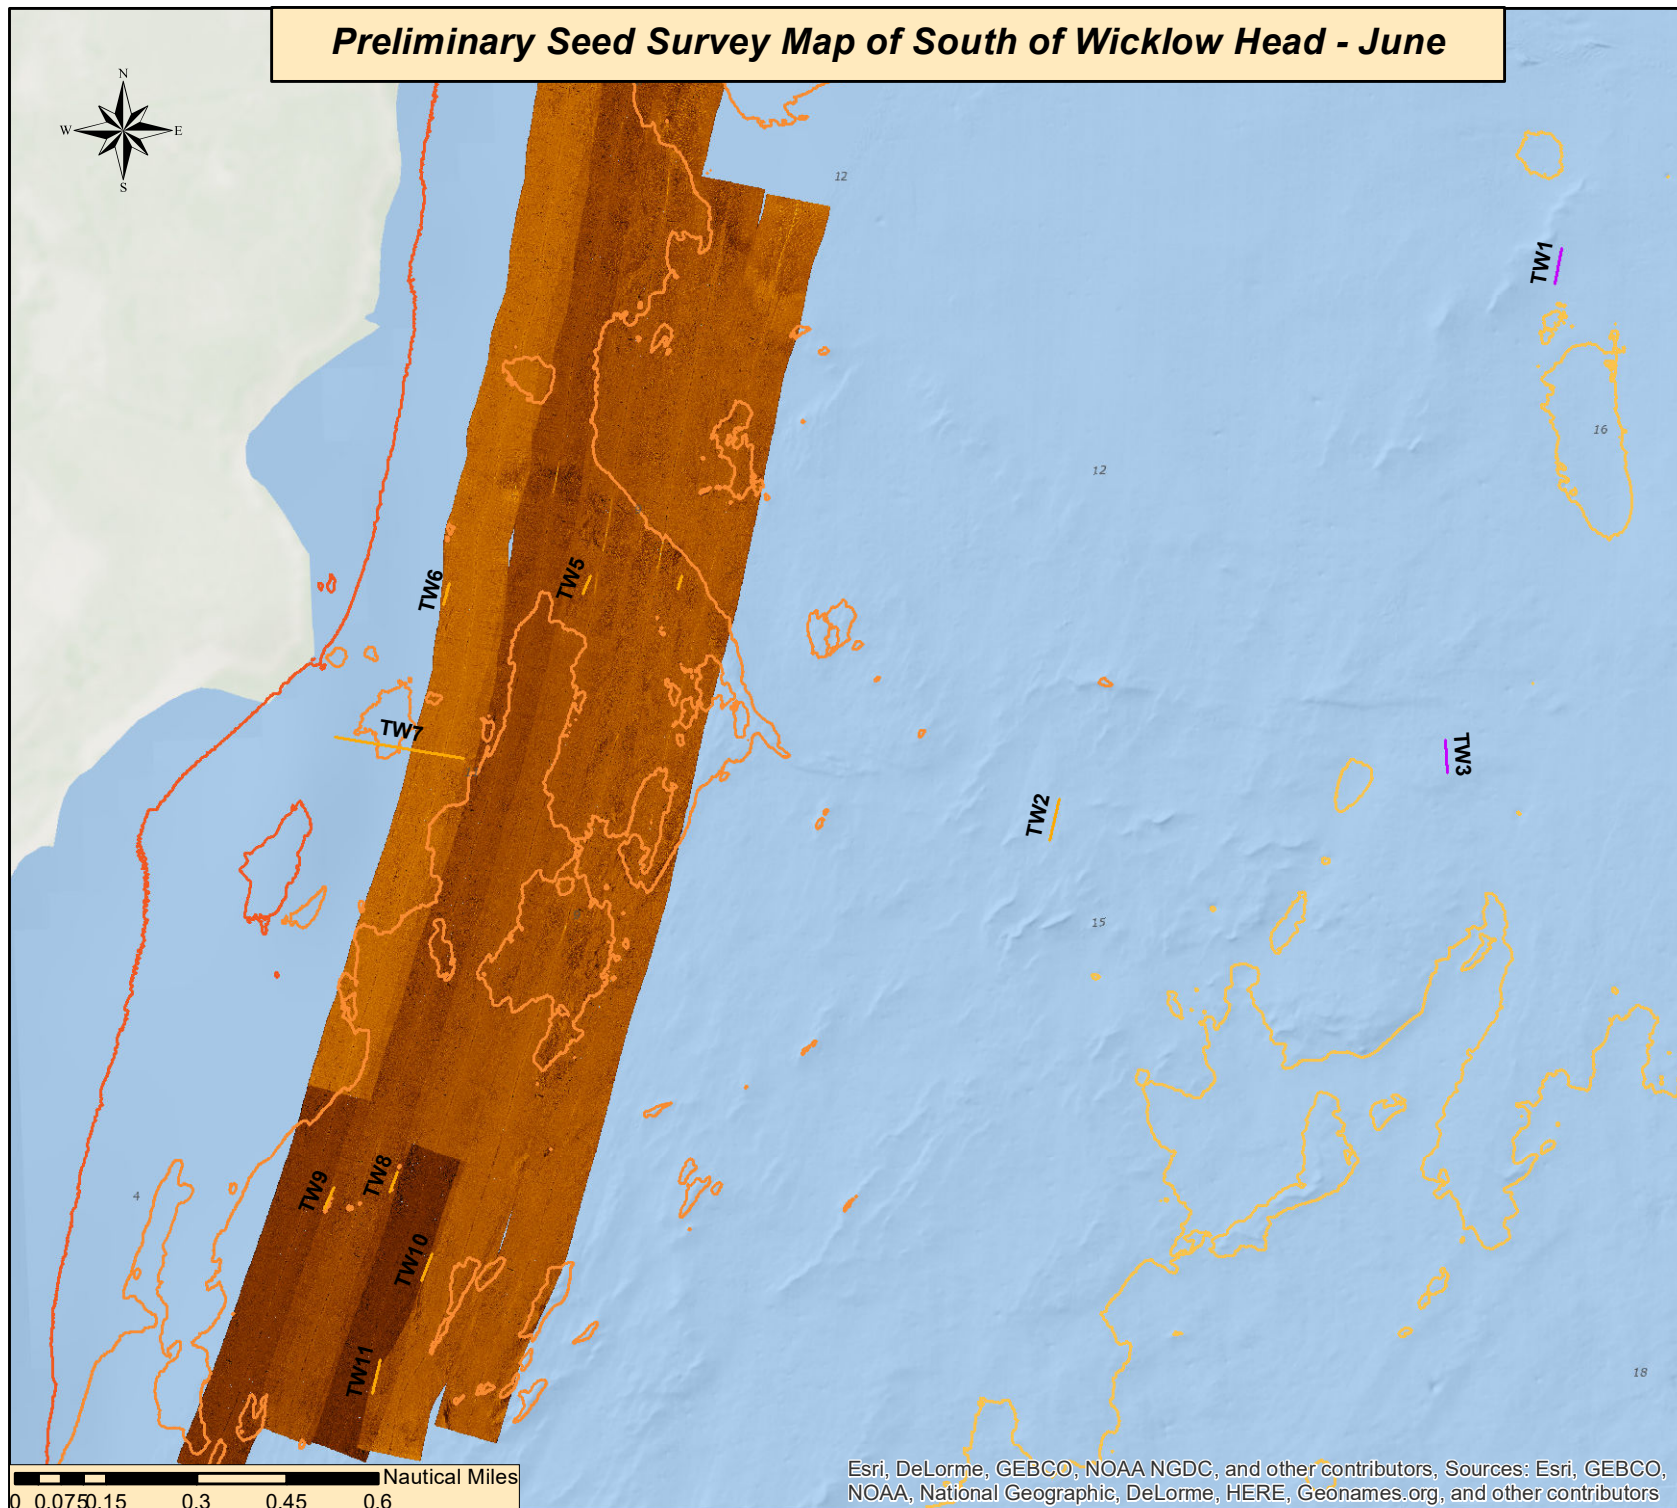 Preliminary Seed Survey Map of South of Wicklow Head - June
N
W E
S
12
TW1
16
12
TW6
TW5
TW7
TW3
TW2
15
4
TW9
TW8
TW10
TW11
18
Nautical Miles
0 0.075 0.15 0.3 0.45 0.6
Esri, DeLorme, GEBCO, NOAA NGDC, and other contributors, Sources: Esri, GEBCO,
NOAA, National Geographic, DeLorme, HERE, Geonames.org, and other contributors